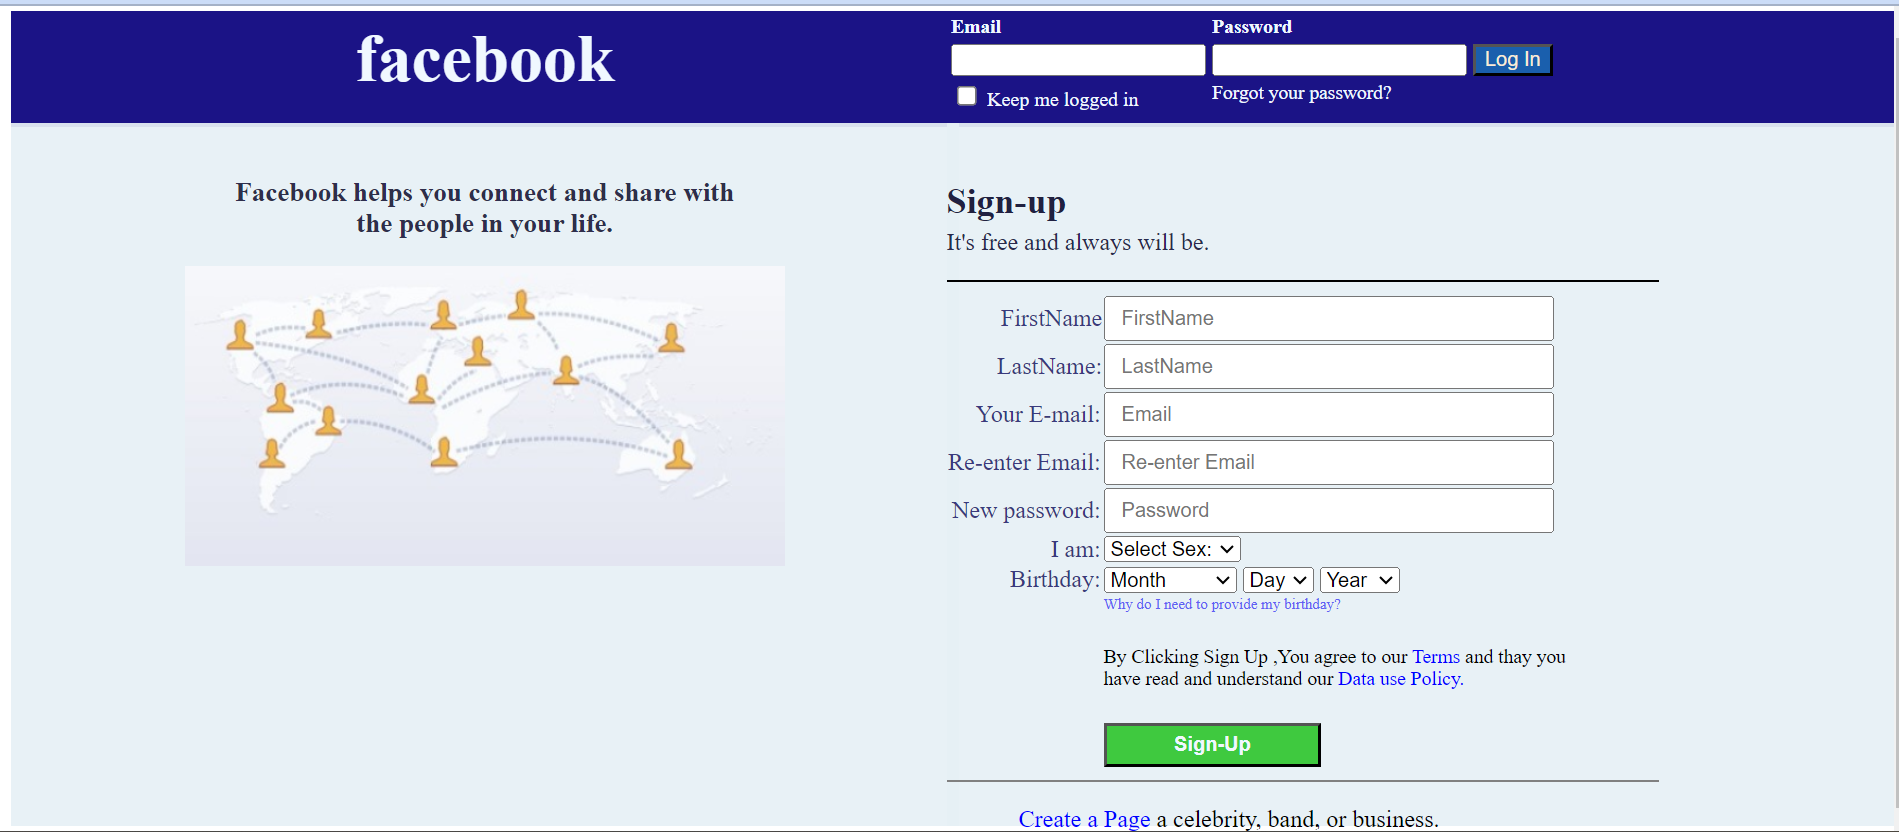 facebook
Email Password
Log In
Keep me logged in Forgot your password?
Facebook helps you connect and share with
the people in your life.
Sign-up
It's free and always will be.
FirstName FirstName
LastName: LastName
Your E-mail: Email
Re-enter Email: Re-enter Email
New password: Password
I am: Select Sex:
Birthday: Month Day Year
Why do I need to provide my birthday?
By Clicking Sign Up ,You agree to our Terms and thay you
have read and understand our Data use Policy.
Sign-Up
Create a Page a celebrity, band, or business.